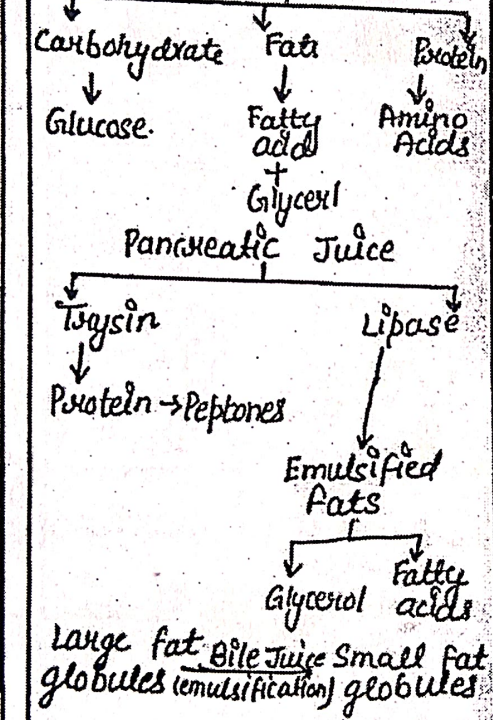 Carbohydrate Fats Protein
Glucose. Fatty Amino
acid Acids
+
Glycerl
Pancreatic Juice
Trysin Lipase
Protein → Peptones
Emulsified
fats
Glycerol Fatty
acids
Large fat Bile Juice Small fat
globules (emulsification) globules